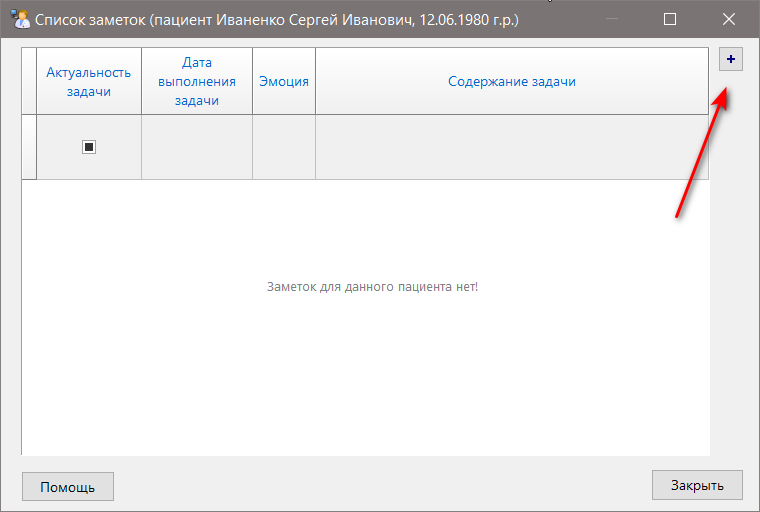 Список заметок (пациент Иваненко Сергей Иванович, 12.06.1980 г.р.)
Актуальность
задачи
Дата
выполнения
задачи
Эмоция
Содержание задачи
+
Заметок для данного пациента нет!
Помощь
Закрыть